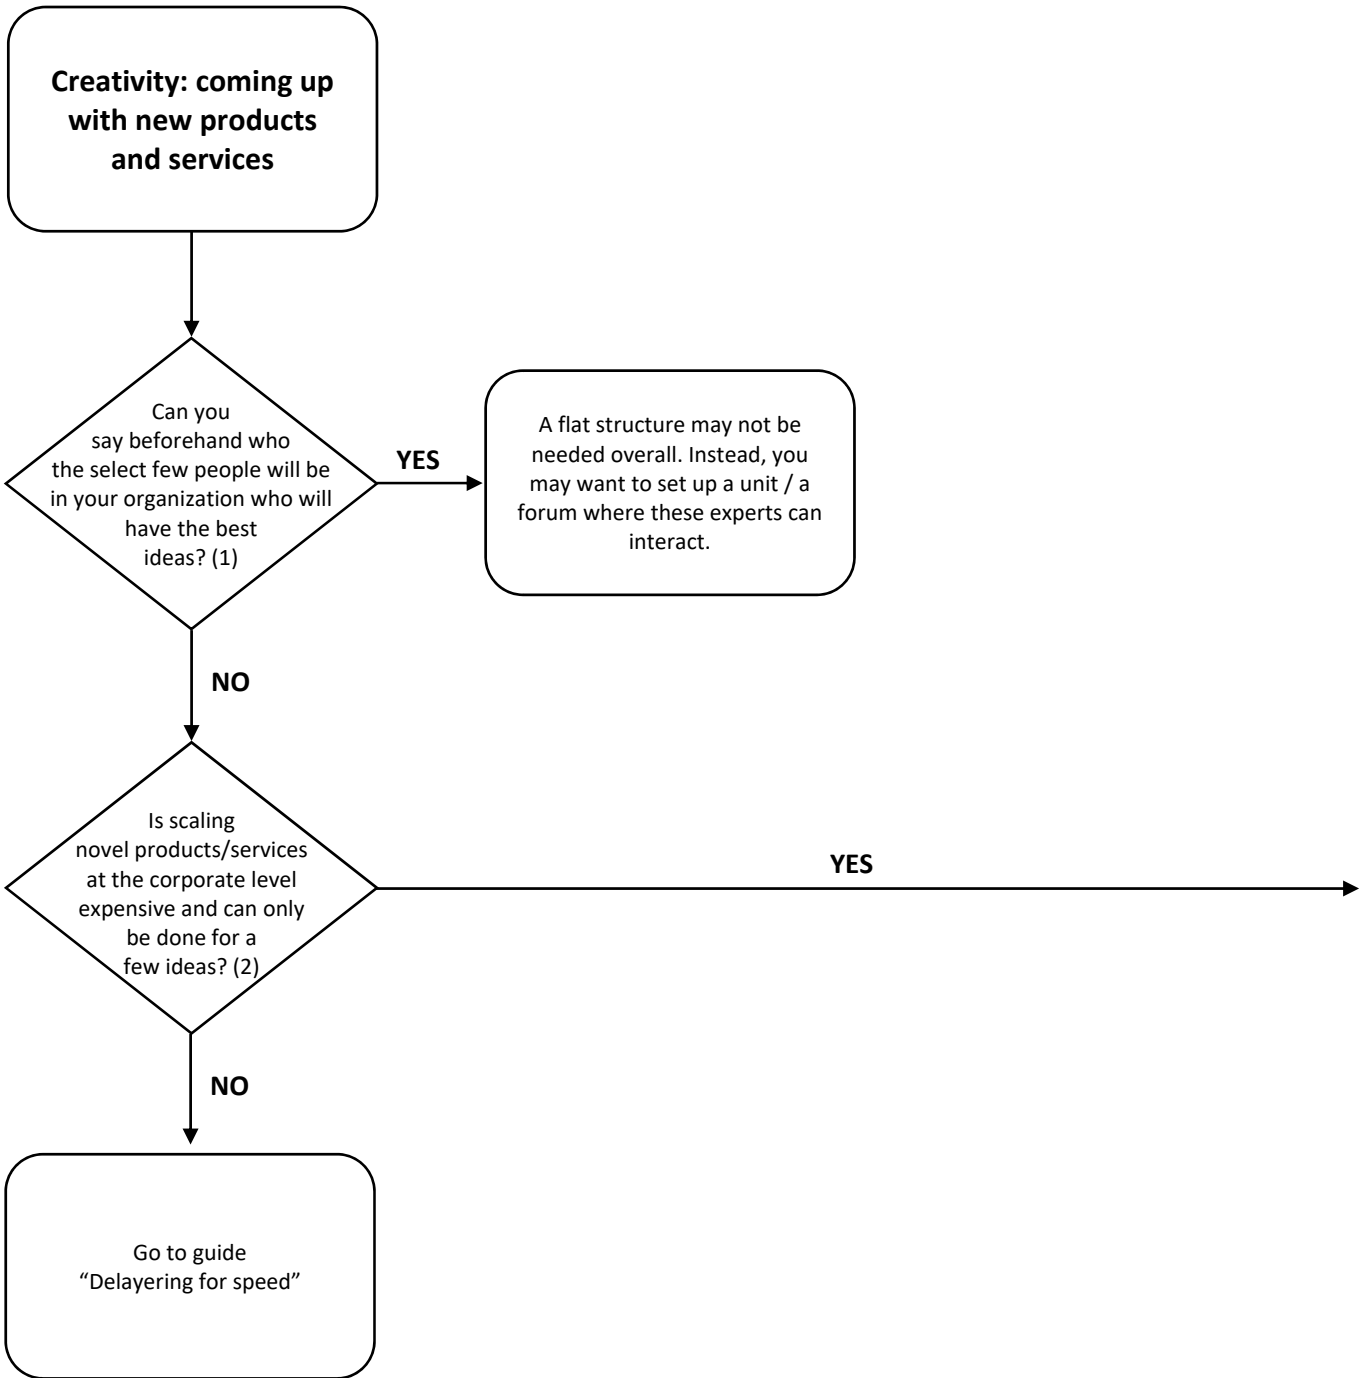 Creativity: coming up
with new products
and services
Can you
say beforehand who
the select few people will be
in your organization who will
have the best
ideas? (1)
YES
A flat structure may not be
needed overall. Instead, you
may want to set up a unit / a
forum where these experts can
interact.
NO
Is scaling
novel products/services
at the corporate level
expensive and can only
be done for a
few ideas? (2)
YES
NO
Go to guide
“Delayering for speed”